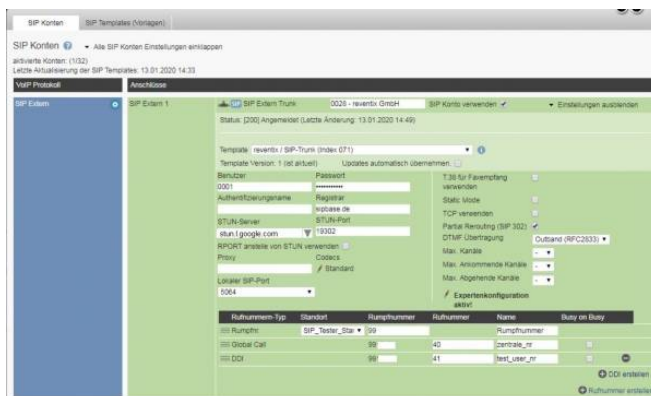 SIP Konten SIP Templates (Vorlagen)
SIP Konten Alle SIP Konten Einstellungen einklappen
aktivierte Konten: (1/32)
Letzte Aktualisierung der SIP Templates: 13.01.2020 14:33
VoIP Protokoll Anschlüsse
SIP Extern SIP Extern 1 SIP SIP Extern Trunk 0028 - reventix GmbH SIP Konto verwenden Einstellungen ausblenden
Status: [200] Angemeldet (Letzte Änderung: 13.01.2020 14:49)
Template reventix / SIP-Trunk (Index 071)
Template Version: 1 (ist aktuell) Updates automatisch übernehmen:
Benutzer Passwort T.38 für Faxempfang verwenden
0001
Authentifizierungsname Registrar Static Mode
sipbase.de TCP verwenden
STUN-Server STUN-Port Partial Rerouting (SIP 302)
stun.l.google.com 19302 DTMF Übertragung Outband (RFC2833)
RPORT anstelle von STUN verwenden Max. Kanäle -
Proxy Codecs Max. Ankommende Kanäle -
Standard Max. Abgehende Kanäle -
Lokaler SIP-Port
5064 Expertenkonfiguration aktiv!
Rufnummern-Typ Standort Rumpfnummer Rufnummer Name Busy on Busy
Rumpfnr. SIP_Tester_Star 99 Rumpfnummer
Global Call 99 40 zentrale_nr
DDI 99 41 test_user_nr
DDI erstellen
Rufnummer erstellen